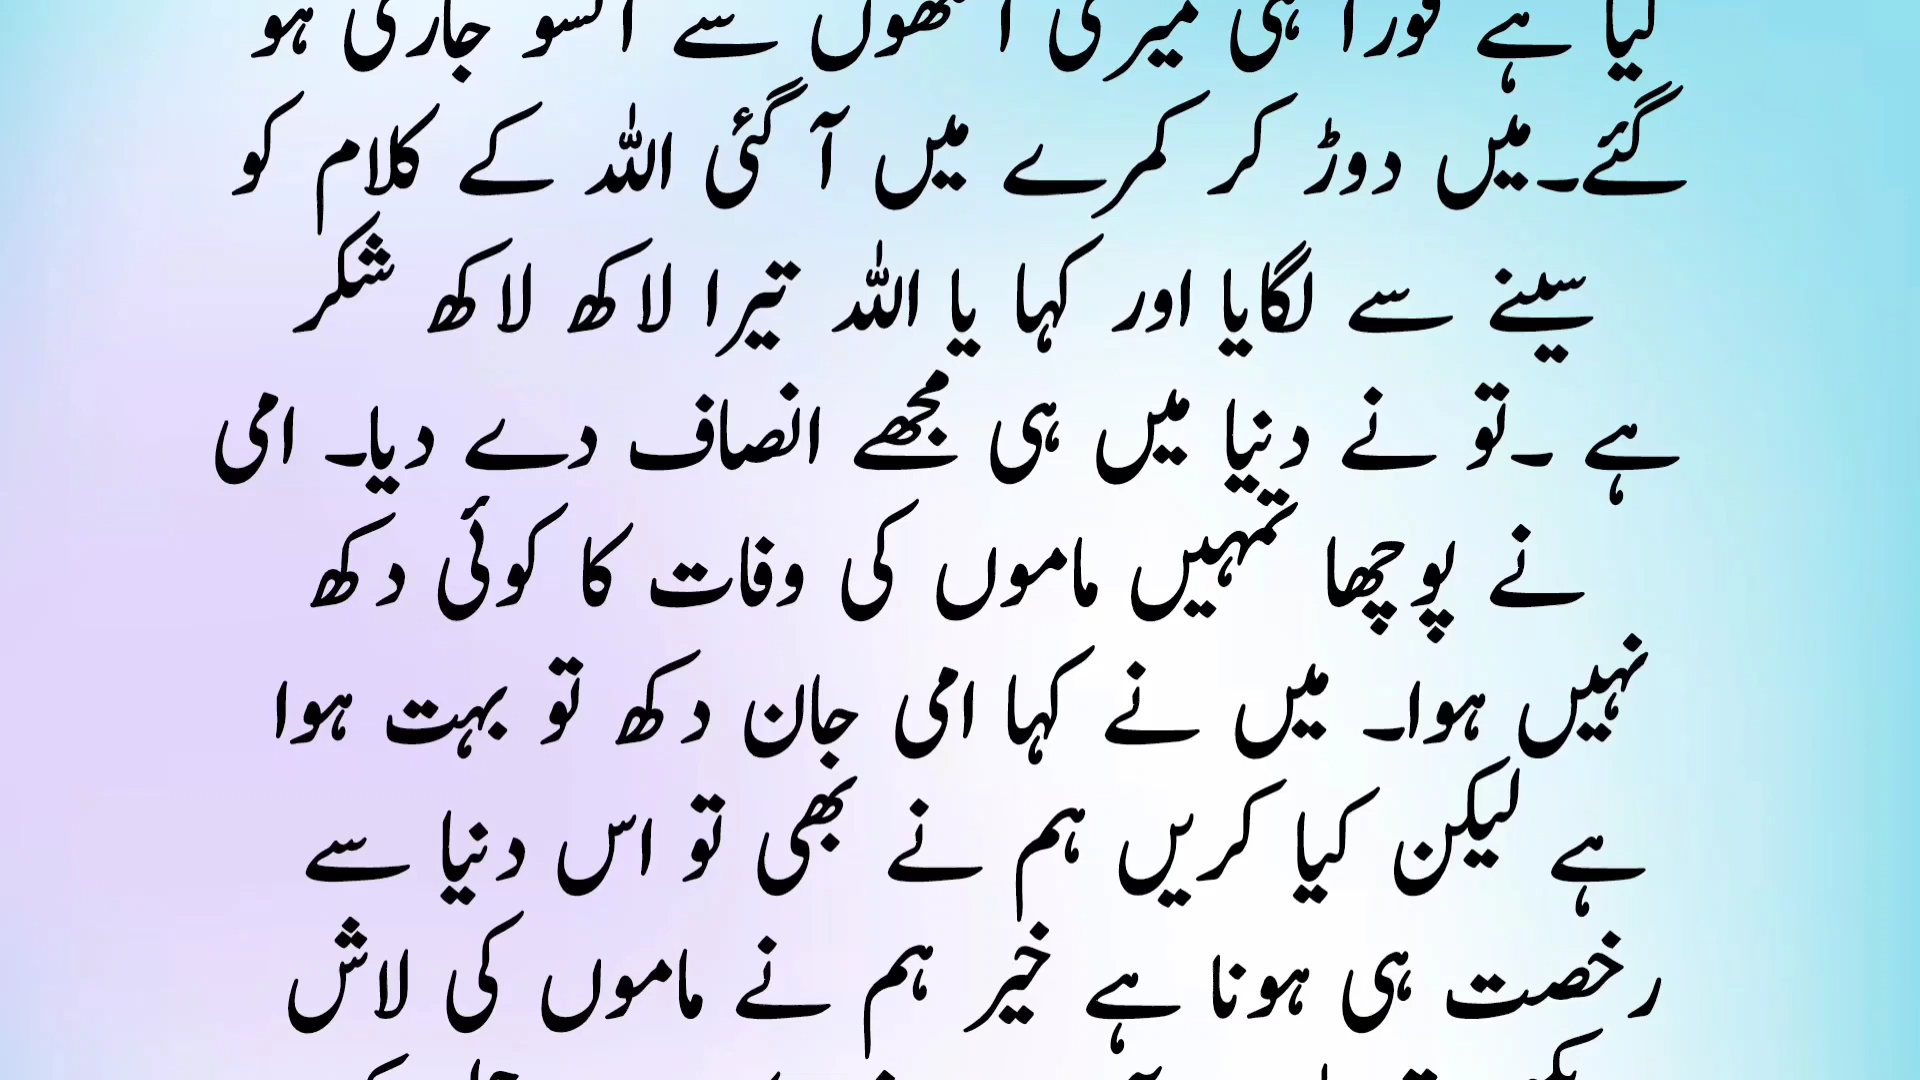 گیا ہے فوراً ہی میری آنکھوں سے آنسو جاری ہو
گئے۔میں دوڑ کر کمرے میں آ گئی اللہ کے کلام کو
سینے سے لگایا اور کہا یا اللہ تیرا لاکھ لاکھ شکر
ہے ۔تو نے دنیا میں ہی مجھے انصاف دے دیا۔ امی
نے پوچھا تمہیں ماموں کی وفات کا کوئی دکھ
نہیں ہوا۔ میں نے کہا امی جان دکھ تو بہت ہوا
ہے لیکن کیا کریں ہم نے بھی تو اس دنیا سے
رخصت ہی ہونا ہے خیر ہم نے ماموں کی لاش